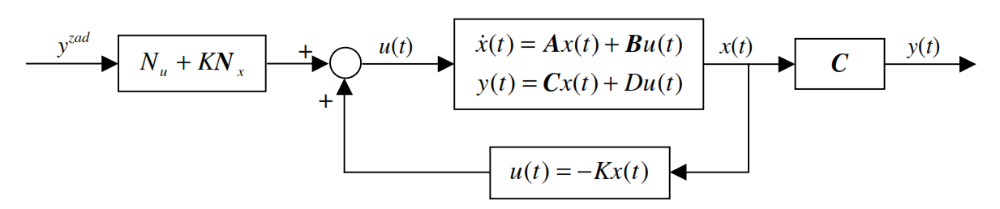 y^{zad}
N_u + KN_x
+
+
u(t)
ẋ(t) = Ax(t) + Bu(t)
y(t) = Cx(t) + Du(t)
x(t)
C
y(t)
u(t) = −Kx(t)